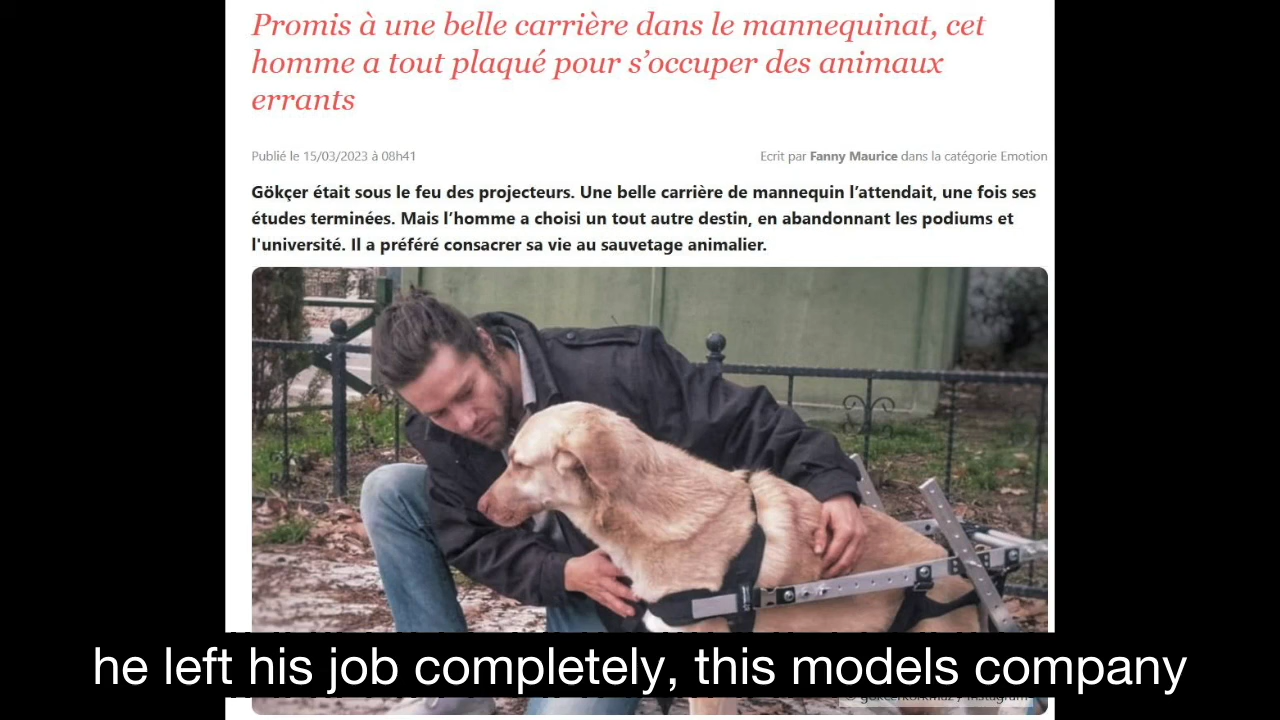 Promis à une belle carrière dans le mannequinat, cet
homme a tout plaqué pour s’occuper des animaux
errants
Publié le 15/03/2023 à 08h41
Ecrit par Fanny Maurice dans la catégorie Emotion
Gökçer était sous le feu des projecteurs. Une belle carrière de mannequin l’attendait, une fois ses
études terminées. Mais l’homme a choisi un tout autre destin, en abandonnant les podiums et
l'université. Il a préféré consacrer sa vie au sauvetage animalier.
he left his job completely, this models company